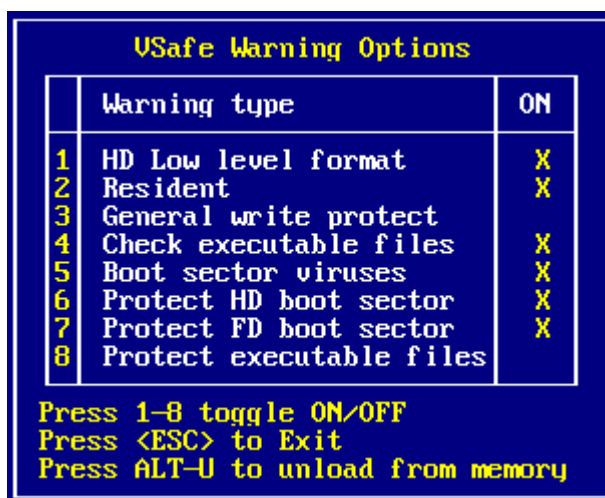 VSafe Warning Options
Warning type ON
1 HD Low level format X
2 Resident X
3 General write protect
4 Check executable files X
5 Boot sector viruses X
6 Protect HD boot sector X
7 Protect FD boot sector X
8 Protect executable files
Press 1-8 toggle ON/OFF
Press <ESC> to Exit
Press ALT-U to unload from memory